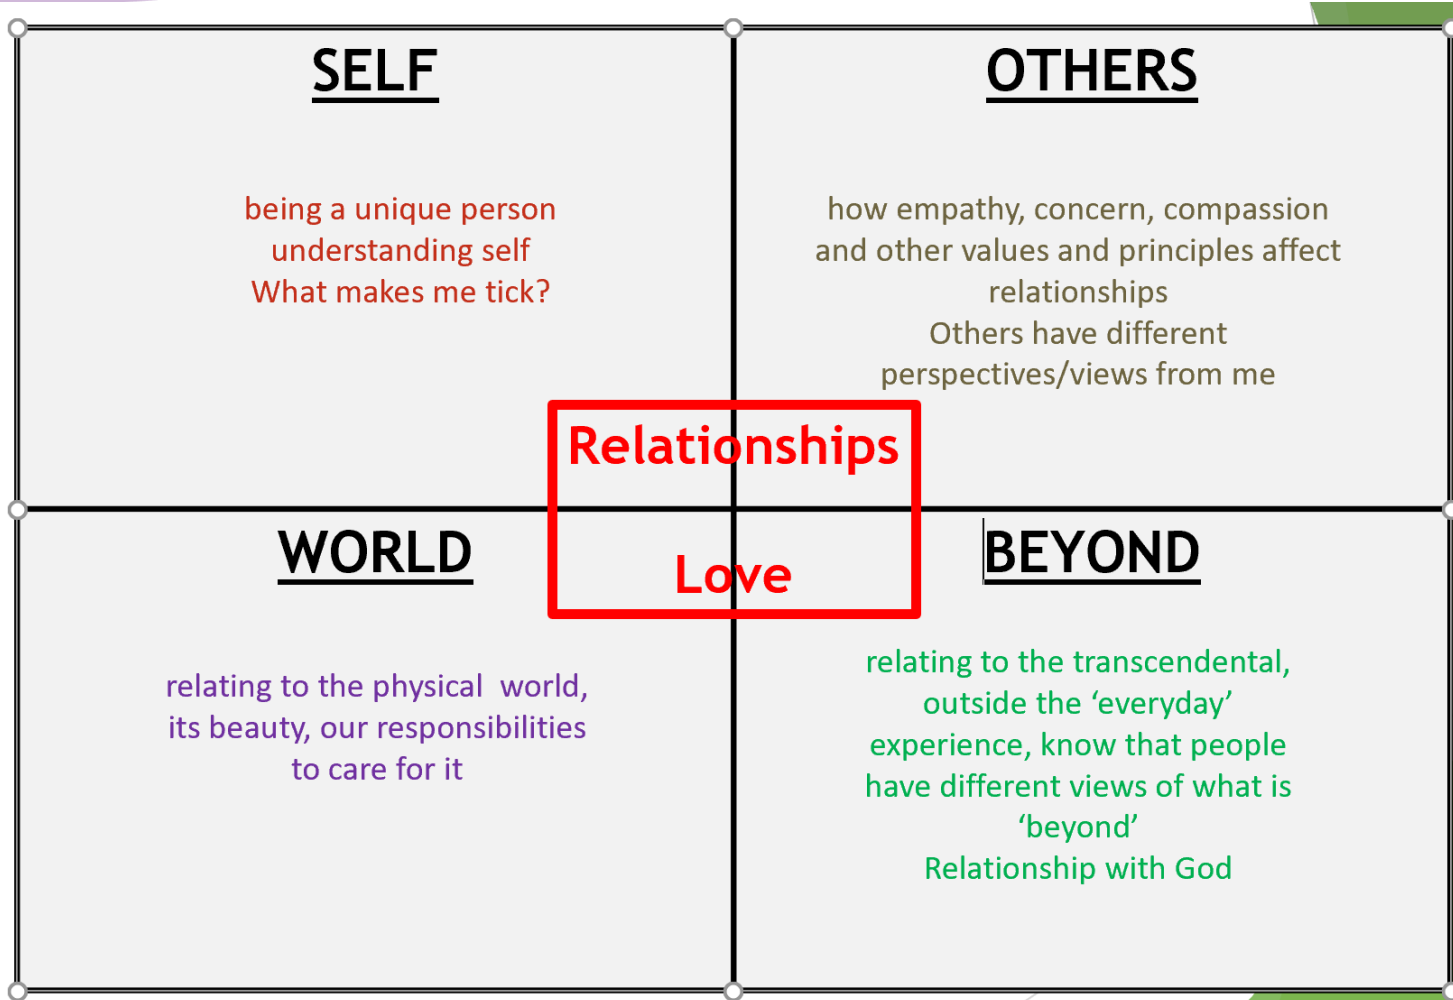 SELF
being a unique person
understanding self
What makes me tick?
OTHERS
how empathy, concern, compassion
and other values and principles affect
relationships
Others have different
perspectives/views from me
Relationships
Love
WORLD
relating to the physical  world,
its beauty, our responsibilities
to care for it
BEYOND
relating to the transcendental,
outside the ‘everyday’
experience, know that people
have different views of what is
‘beyond’
Relationship with God